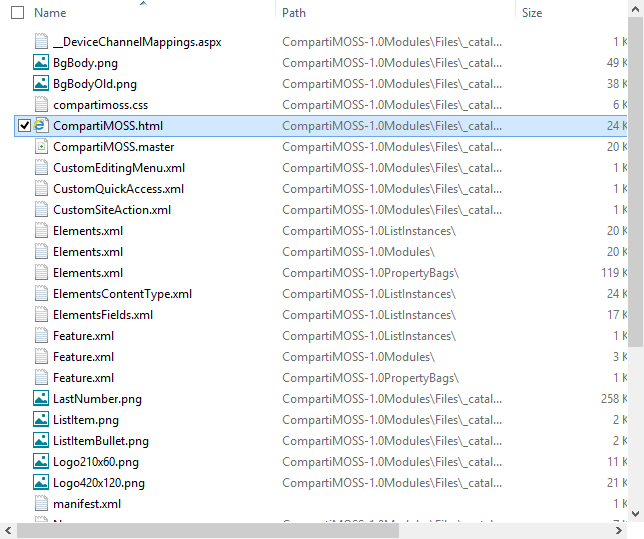 Name Path Size
__DeviceChannelMappings.aspx CompartiMOSS-1.0Modules\Files\_catal... 1 K
BgBody.png CompartiMOSS-1.0Modules\Files\_catal... 49 K
BgBodyOld.png CompartiMOSS-1.0Modules\Files\_catal... 38 K
compartimoss.css CompartiMOSS-1.0Modules\Files\_catal... 6 K
CompartiMOSS.html CompartiMOSS-1.0Modules\Files\_catal... 24 K
CompartiMOSS.master CompartiMOSS-1.0Modules\Files\_catal... 20 K
CustomEditingMenu.xml CompartiMOSS-1.0Modules\Files\_catal... 1 K
CustomQuickAccess.xml CompartiMOSS-1.0Modules\Files\_catal... 1 K
CustomSiteAction.xml CompartiMOSS-1.0Modules\Files\_catal... 1 K
Elements.xml CompartiMOSS-1.0ListInstances\ 20 K
Elements.xml CompartiMOSS-1.0Modules\ 20 K
Elements.xml CompartiMOSS-1.0PropertyBags\ 119 K
ElementsContentType.xml CompartiMOSS-1.0ListInstances\ 24 K
ElementsFields.xml CompartiMOSS-1.0ListInstances\ 17 K
Feature.xml CompartiMOSS-1.0ListInstances\ 1 K
Feature.xml CompartiMOSS-1.0Modules\ 3 K
Feature.xml CompartiMOSS-1.0PropertyBags\ 1 K
LastNumber.png CompartiMOSS-1.0Modules\Files\_catal... 258 K
ListItem.png CompartiMOSS-1.0Modules\Files\_catal... 2 K
ListItemBullet.png CompartiMOSS-1.0Modules\Files\_catal... 2 K
Logo210x60.png CompartiMOSS-1.0Modules\Files\_catal... 11 K
Logo420x120.png CompartiMOSS-1.0Modules\Files\_catal... 21 K
manifest.xml 1 K